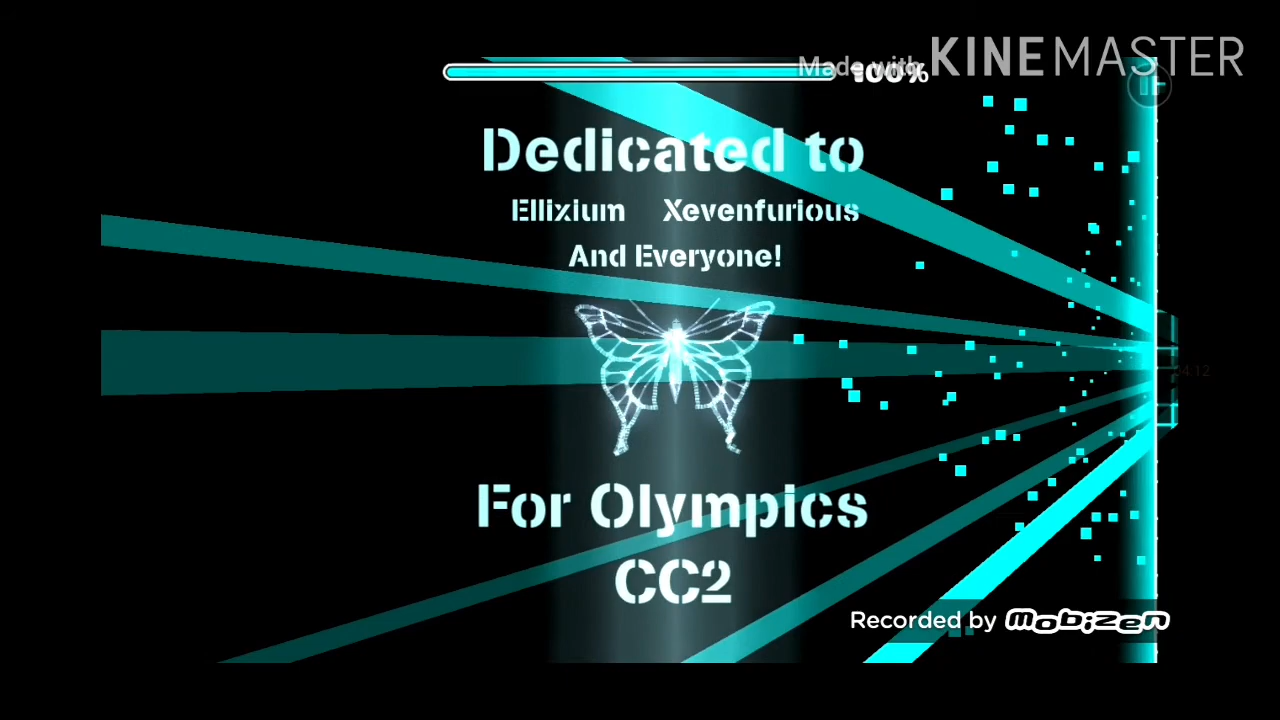 Made with KINEMASTER
100%
Dedicated to
Ellixium Xevenfurious
And Everyone!
For Olympics
CC2
Recorded by mobizen